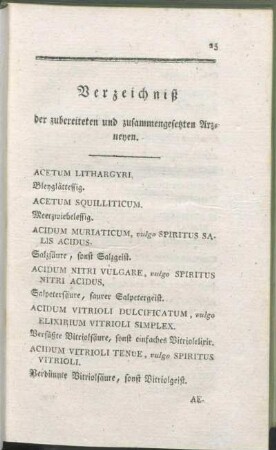 23
Verzeichniß
der zubereiteten und zusammengesetzten Arz-
neyen.
ACETUM LITHARGYRI.
Bleyglättessig.
ACETUM SQUILLITICUM.
Meerzwiebelessig.
ACIDUM MURIATICUM, vulgo SPIRITUS SA-
LIS ACIDUS.
Salzsäure, sonst Salzgeist.
ACIDUM NITRI VULGARE, vulgo SPIRITUS
NITRI ACIDUS,
Salpetersäure, saurer Salpetergeist.
ACIDUM VITRIOLI DULCIFICATUM, vulgo
ELIXIRIUM VITRIOLI SIMPLEX.
Versüßte Vitriolsäure, sonst einfaches Vitriolelixir.
ACIDUM VITRIOLI TENUE, vulgo SPIRITUS
VITRIOLI.
Verdünnte Vitriolsäure, sonst Vitriolgeist.
AE-